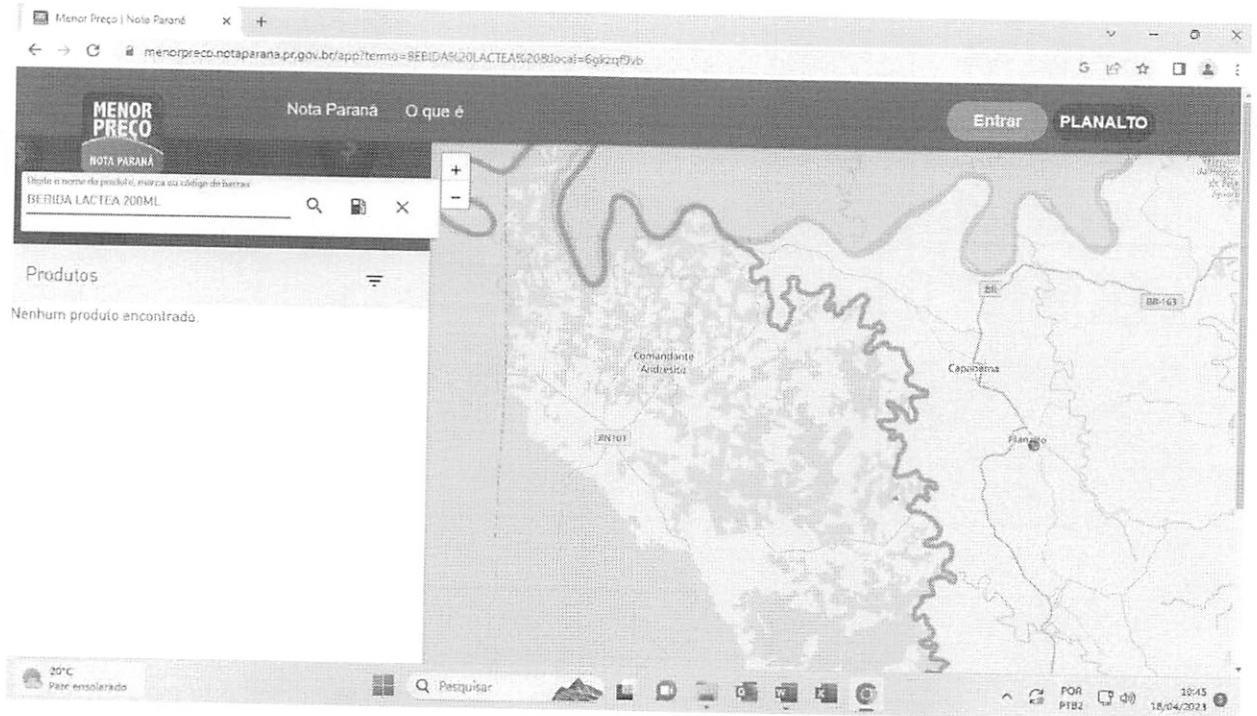 Menor Preço | Nota Paraná
menorpreco.notaparana.pr.gov.br/app?termo=BEBIDA%20LACTEA%20&local=6gkzqf9vb
MENOR
PREÇO
NOTA PARANÁ
Nota Paraná O que é
Entrar PLANALTO
Digite o nome do produto, marca ou código de barras
BEBIDA LACTEA 200ML
+
−
Produtos
Nenhum produto encontrado.
Comandante
Andresito
RN101
BR
BR-163
Capanema
Planalto
20°C
Parc ensolarado
Pesquisar
POR
PTB2
10:45
18/04/2023